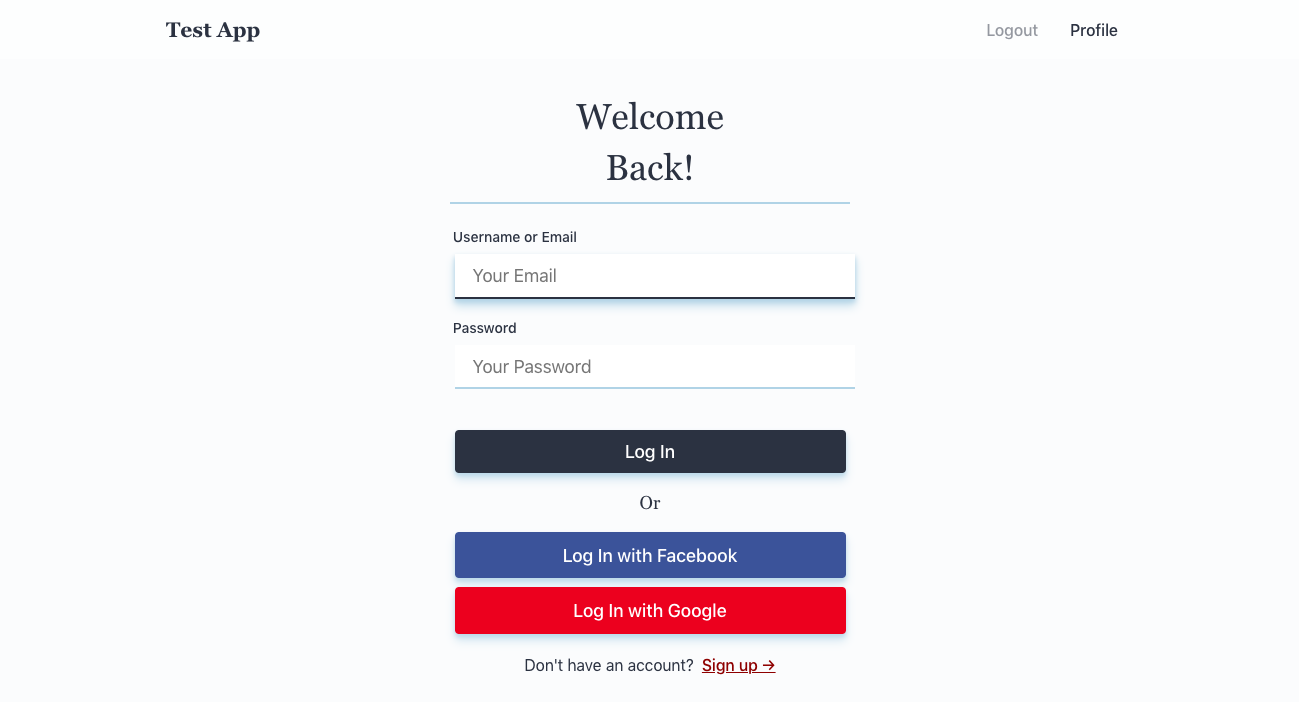 Test App
Logout
Profile
Welcome
Back!
Username or Email
Your Email
Password
Your Password
Log In
Or
Log In with Facebook
Log In with Google
Don't have an account? Sign up →